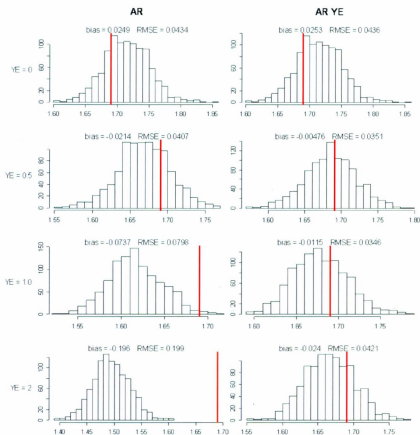 AR AR YE
bias = 0.0249 RMSE = 0.0434
bias = 0.0253 RMSE = 0.0436
YE = 0
0 20 60 100
1.60 1.65 1.70 1.75 1.80 1.85
0 20 60 100
1.60 1.65 1.70 1.75 1.80 1.85
bias = -0.0214 RMSE = 0.0407
bias = -0.00476 RMSE = 0.0351
YE = 0.5
0 20 40 60 80
1.55 1.60 1.65 1.70 1.75
0 40 80 120
1.60 1.65 1.70 1.75 1.80
bias = -0.0737 RMSE = 0.0798
bias = -0.0115 RMSE = 0.0346
YE = 1.0
0 50 100 150
1.55 1.60 1.65 1.70
0 20 60 100
1.60 1.65 1.70 1.75
bias = -0.196 RMSE = 0.199
bias = -0.024 RMSE = 0.0421
YE = 2
0 20 60 100
1.40 1.45 1.50 1.55 1.60 1.65 1.70
0 20 40 60 80
1.55 1.60 1.65 1.70 1.75